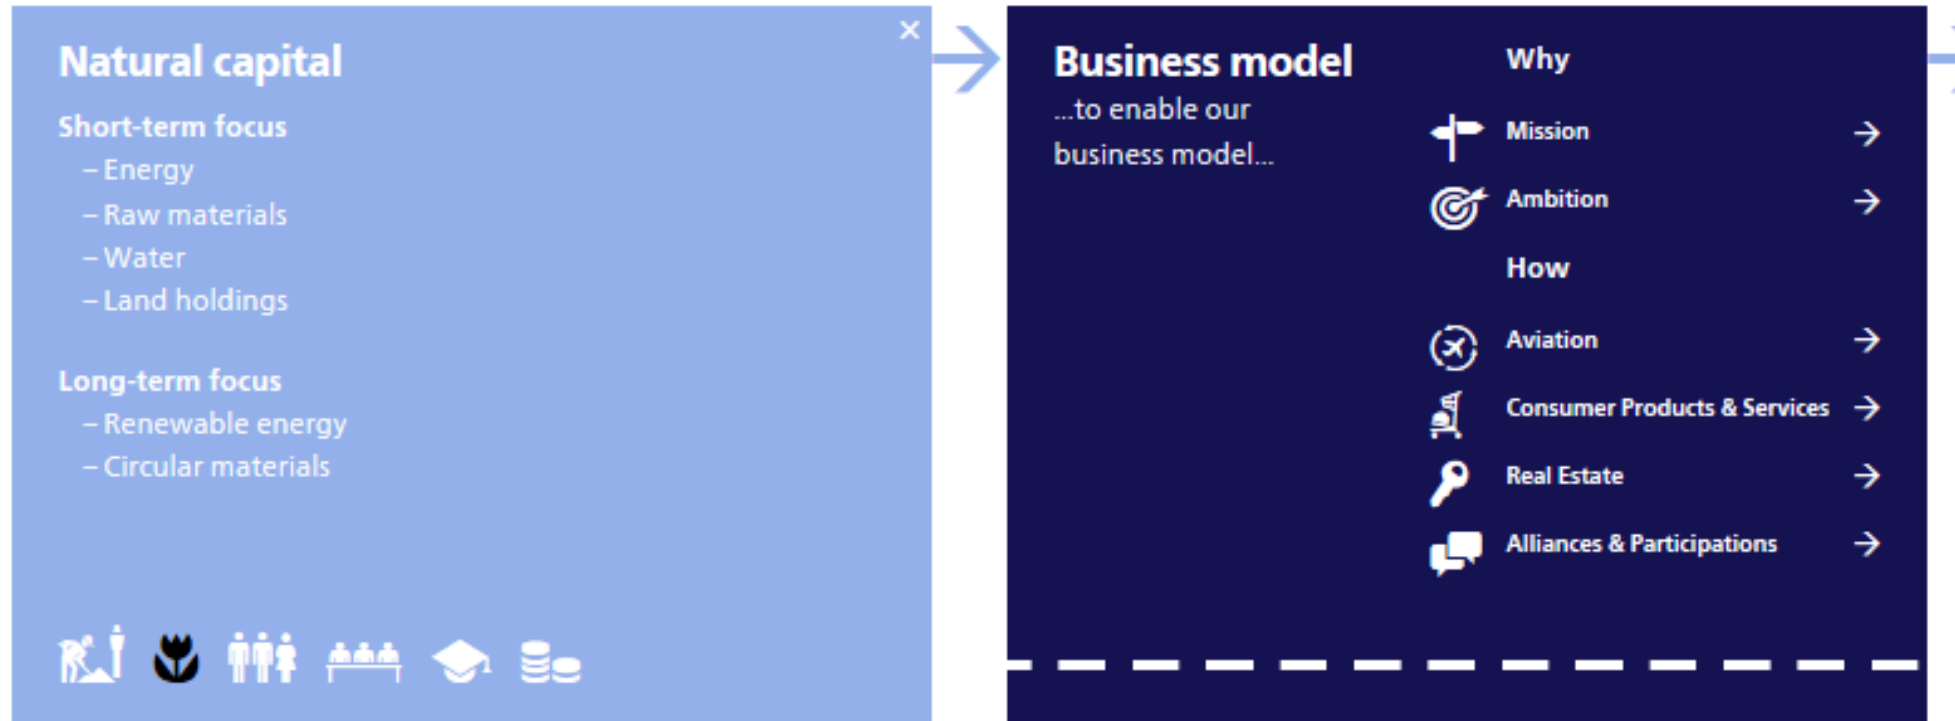 Natural capital
Short-term focus
– Energy
– Raw materials
– Water
– Land holdings
Long-term focus
– Renewable energy
– Circular materials
Business model
...to enable our
business model...
Why
Mission
Ambition
How
Aviation
Consumer Products & Services
Real Estate
Alliances & Participations